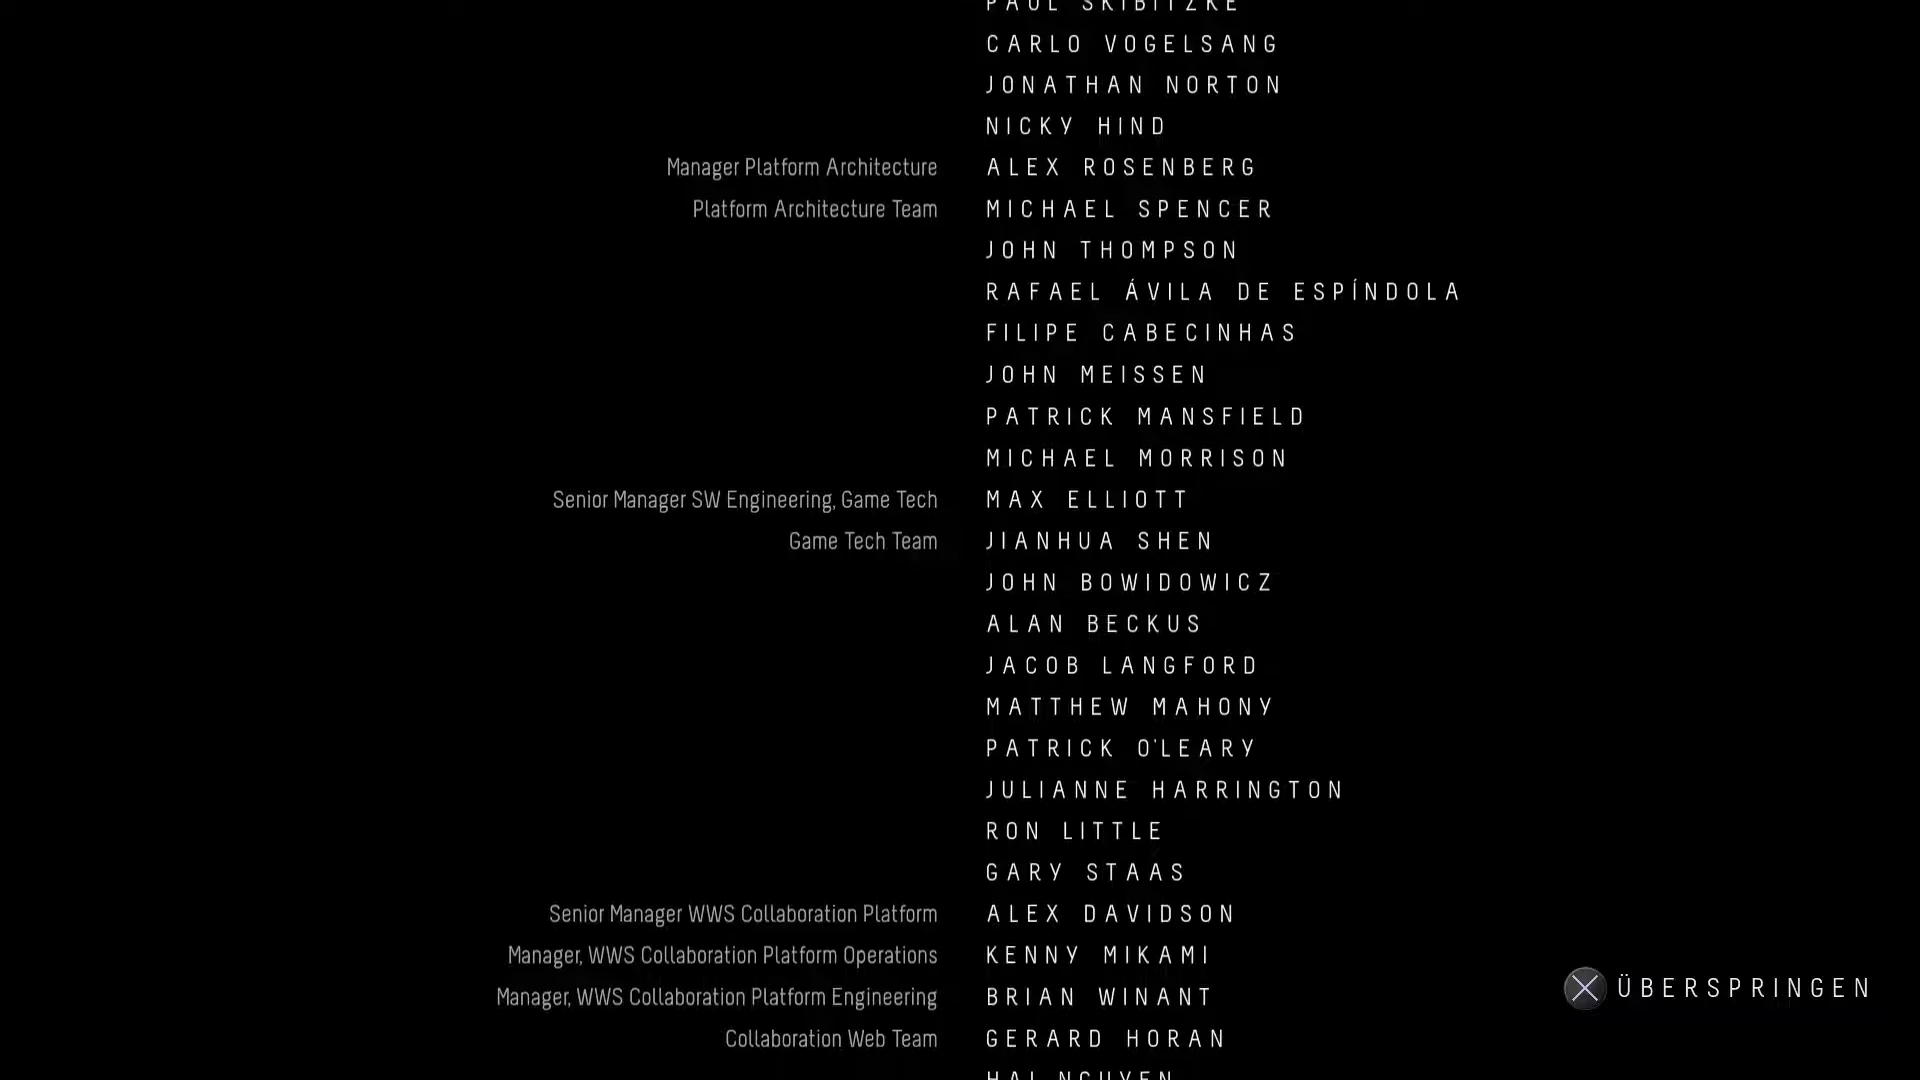 PAUL SKIBITZKE
CARLO VOGELSANG
JONATHAN NORTON
NICKY HIND
Manager Platform Architecture ALEX ROSENBERG
Platform Architecture Team MICHAEL SPENCER
JOHN THOMPSON
RAFAEL ÁVILA DE ESPÍNDOLA
FILIPE CABECINHAS
JOHN MEISSEN
PATRICK MANSFIELD
MICHAEL MORRISON
Senior Manager SW Engineering, Game Tech MAX ELLIOTT
Game Tech Team JIANHUA SHEN
JOHN BOWIDOWICZ
ALAN BECKUS
JACOB LANGFORD
MATTHEW MAHONY
PATRICK O'LEARY
JULIANNE HARRINGTON
RON LITTLE
GARY STAAS
Senior Manager WWS Collaboration Platform ALEX DAVIDSON
Manager, WWS Collaboration Platform Operations KENNY MIKAMI
Manager, WWS Collaboration Platform Engineering BRIAN WINANT
ÜBERSPRINGEN
Collaboration Web Team GERARD HORAN
HAI NGUYEN